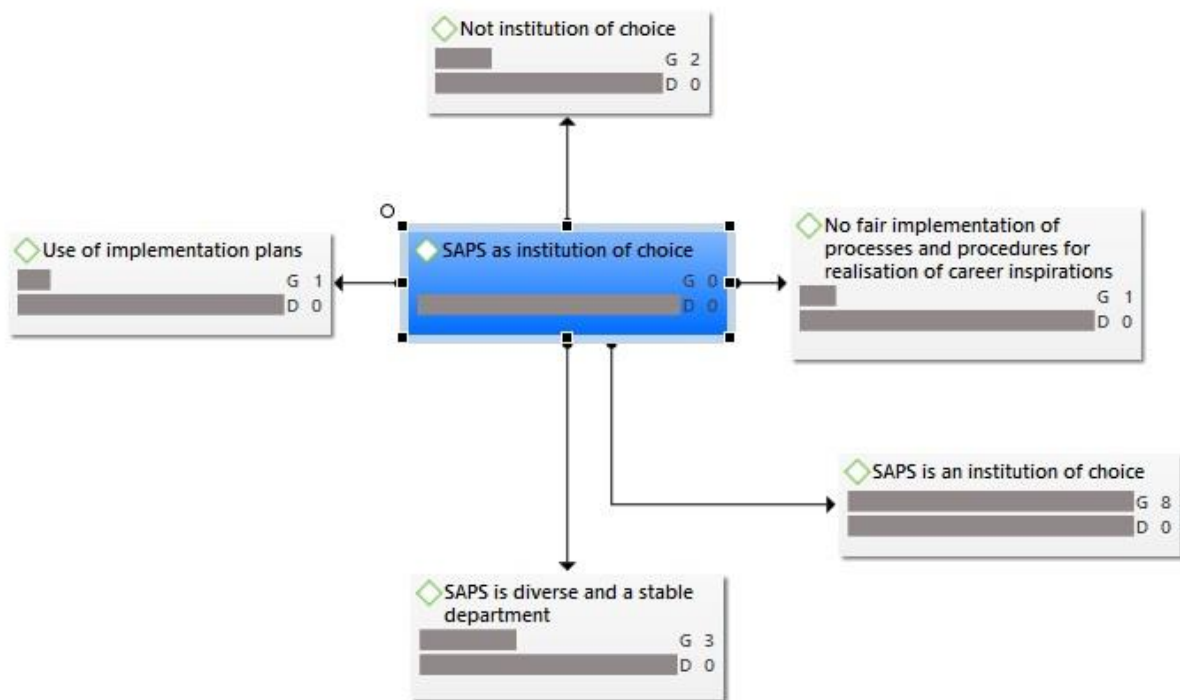 Not institution of choice
G 2
D 0
Use of implementation plans
G 1
D 0
SAPS as institution of choice
G 0
D 0
No fair implementation of
processes and procedures for
realisation of career inspirations
G 1
D 0
SAPS is an institution of choice
G 8
D 0
SAPS is diverse and a stable
department
G 3
D 0